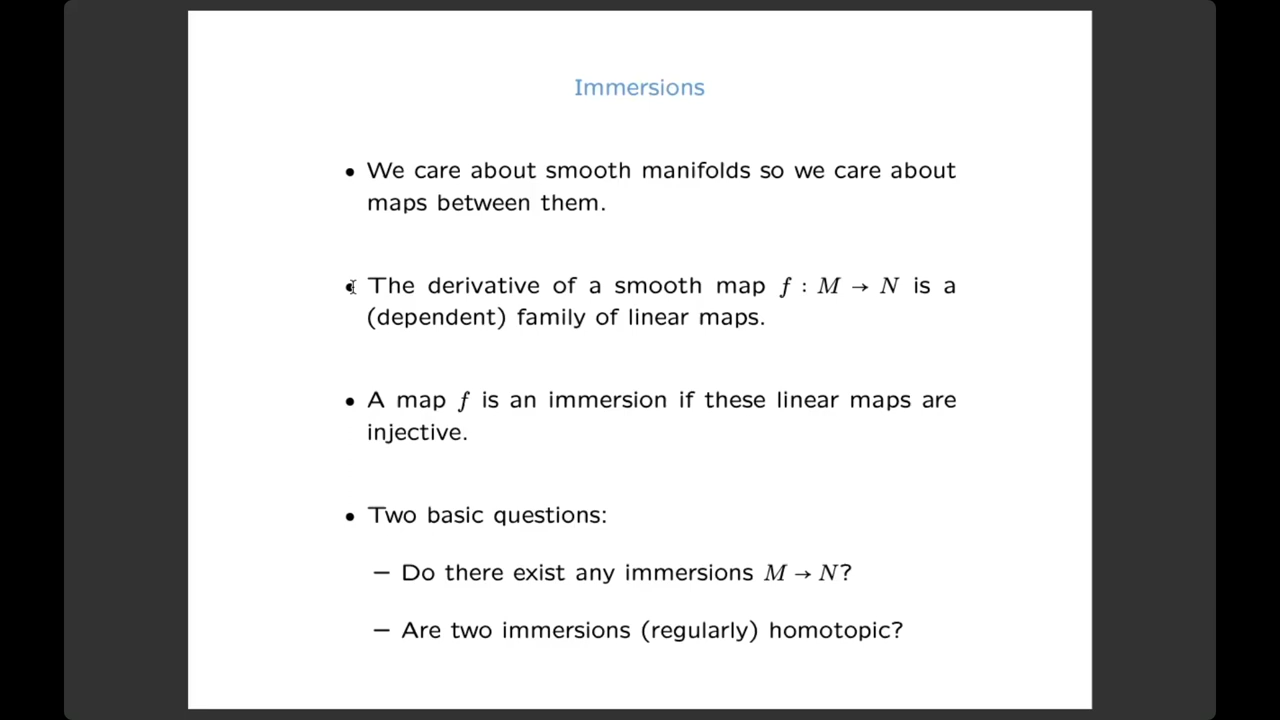 Immersions
• We care about smooth manifolds so we care about
maps between them.
• The derivative of a smooth map f : M → N is a
(dependent) family of linear maps.
• A map f is an immersion if these linear maps are
injective.
• Two basic questions:
– Do there exist any immersions M → N?
– Are two immersions (regularly) homotopic?